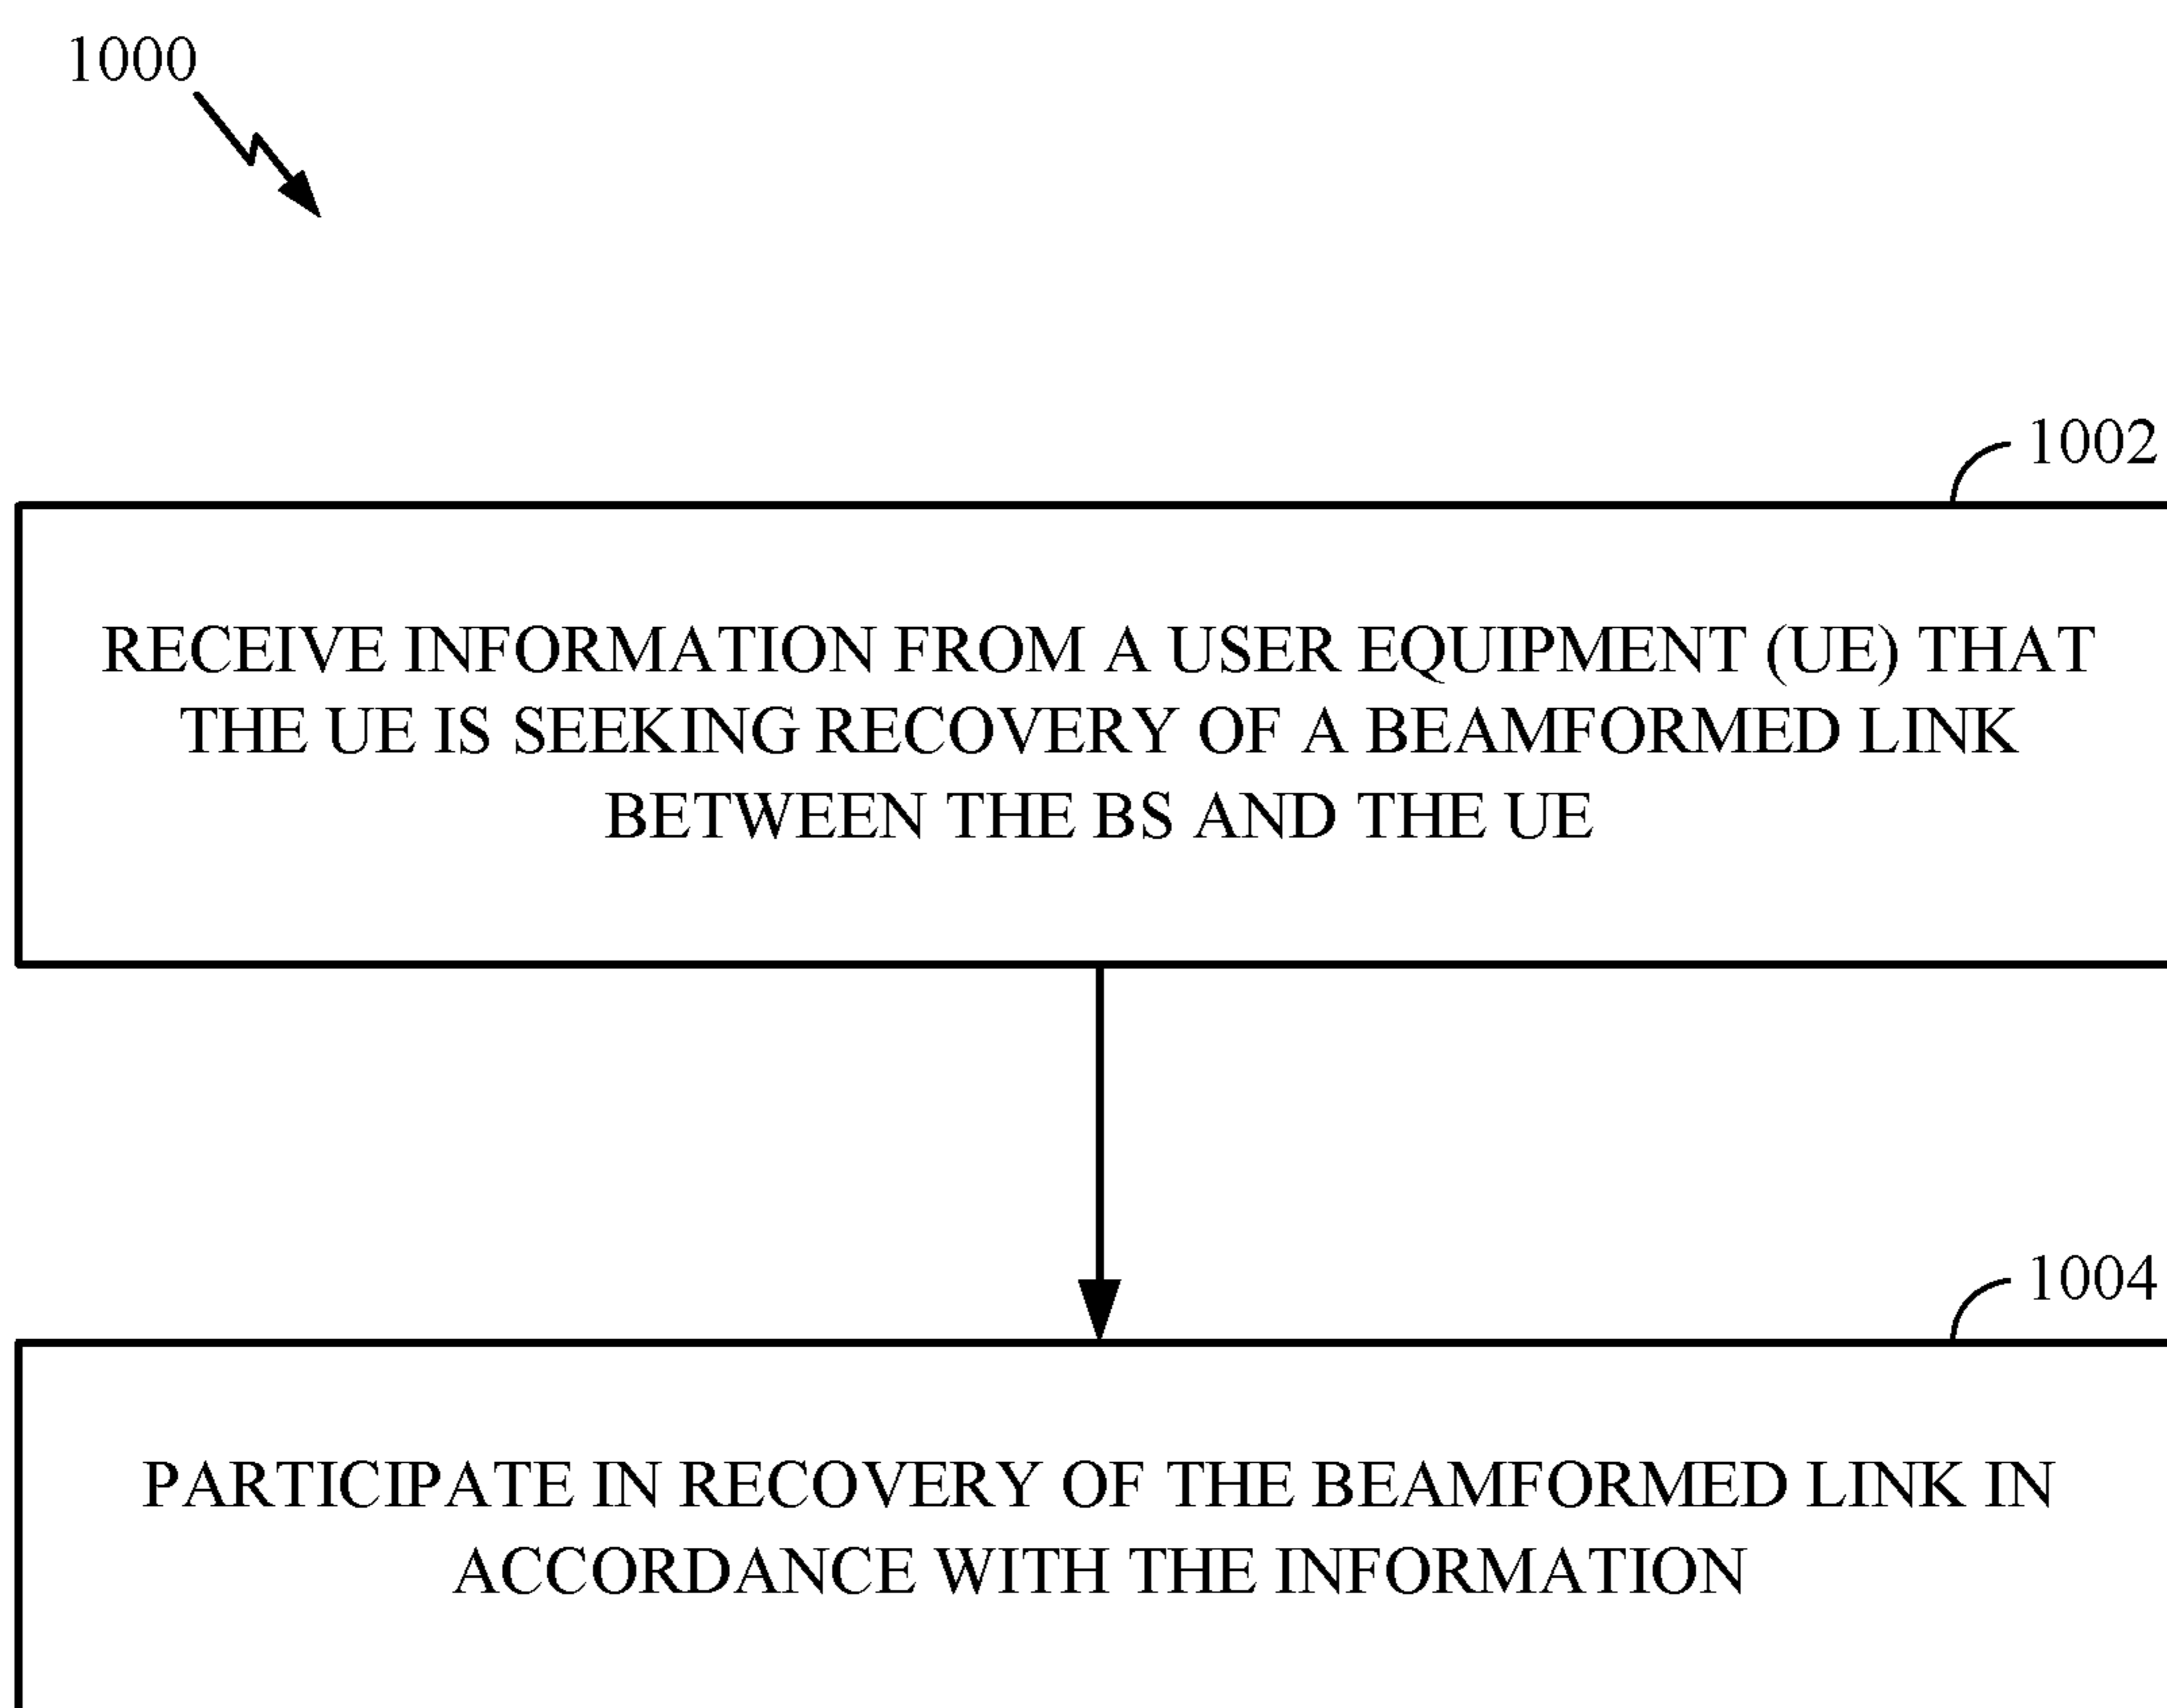 1000
1002
RECEIVE INFORMATION FROM A USER EQUIPMENT (UE) THAT
THE UE IS SEEKING RECOVERY OF A BEAMFORMED LINK
BETWEEN THE BS AND THE UE
1004
PARTICIPATE IN RECOVERY OF THE BEAMFORMED LINK IN
ACCORDANCE WITH THE INFORMATION